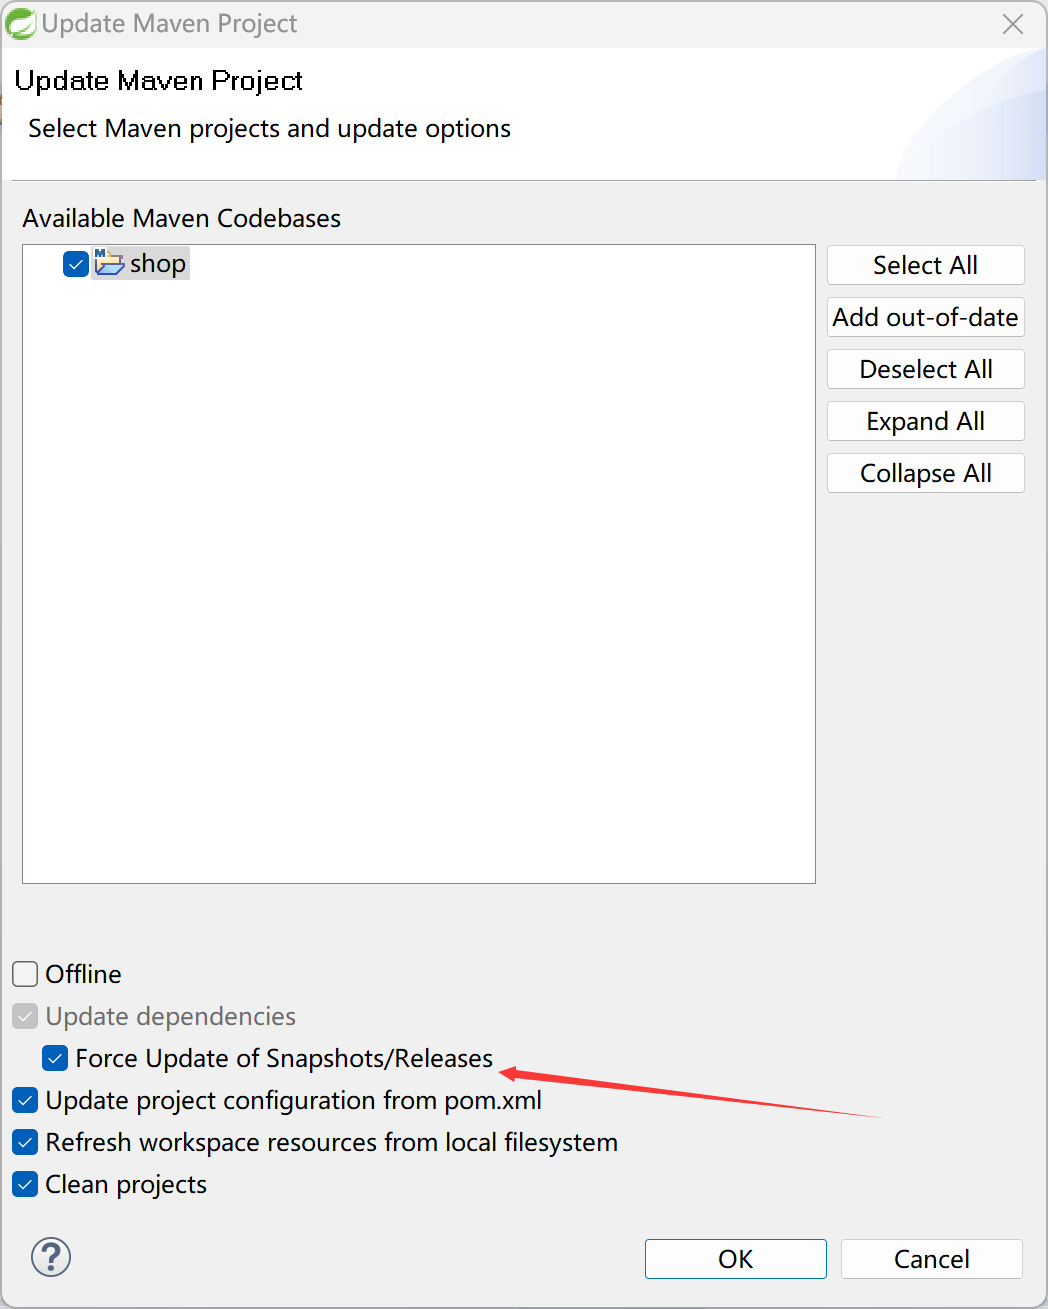 Update Maven Project
Update Maven Project
Select Maven projects and update options
Available Maven Codebases
shop
Select All
Add out-of-date
Deselect All
Expand All
Collapse All
Offline
Update dependencies
Force Update of Snapshots/Releases
Update project configuration from pom.xml
Refresh workspace resources from local filesystem
Clean projects
OK
Cancel